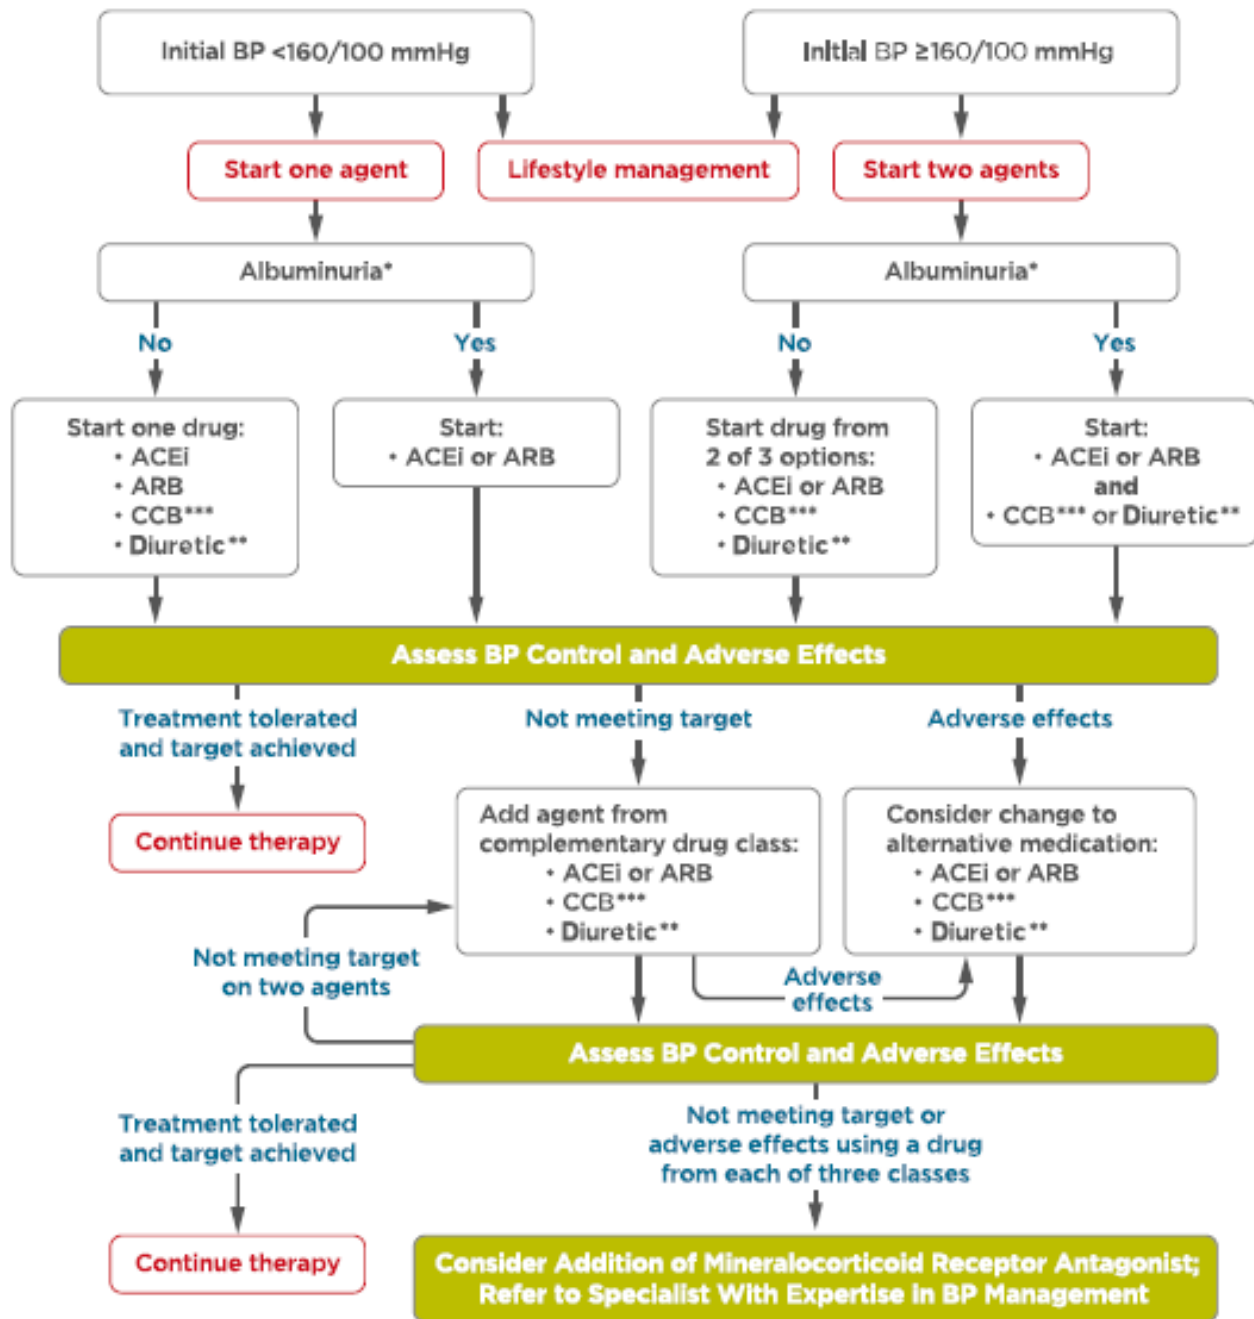 Initial BP <160/100 mmHg
Initial BP ≥160/100 mmHg
Start one agent
Lifestyle management
Start two agents
Albuminuria*
Albuminuria*
No
Yes
No
Yes
Start one drug:
• ACEi
• ARB
• CCB***
• Diuretic**
Start:
• ACEi or ARB
Start drug from
2 of 3 options:
• ACEi or ARB
• CCB***
• Diuretic**
Start:
• ACEi or ARB
and
• CCB*** or Diuretic**
Assess BP Control and Adverse Effects
Treatment tolerated
and target achieved
Not meeting target
Adverse effects
Continue therapy
Add agent from
complementary drug class:
• ACEi or ARB
• CCB***
• Diuretic**
Consider change to
alternative medication:
• ACEi or ARB
• CCB***
• Diuretic**
Not meeting target
on two agents
Adverse
effects
Assess BP Control and Adverse Effects
Treatment tolerated
and target achieved
Not meeting target or
adverse effects using a drug
from each of three classes
Continue therapy
Consider Addition of Mineralocorticoid Receptor Antagonist;
Refer to Specialist With Expertise in BP Management